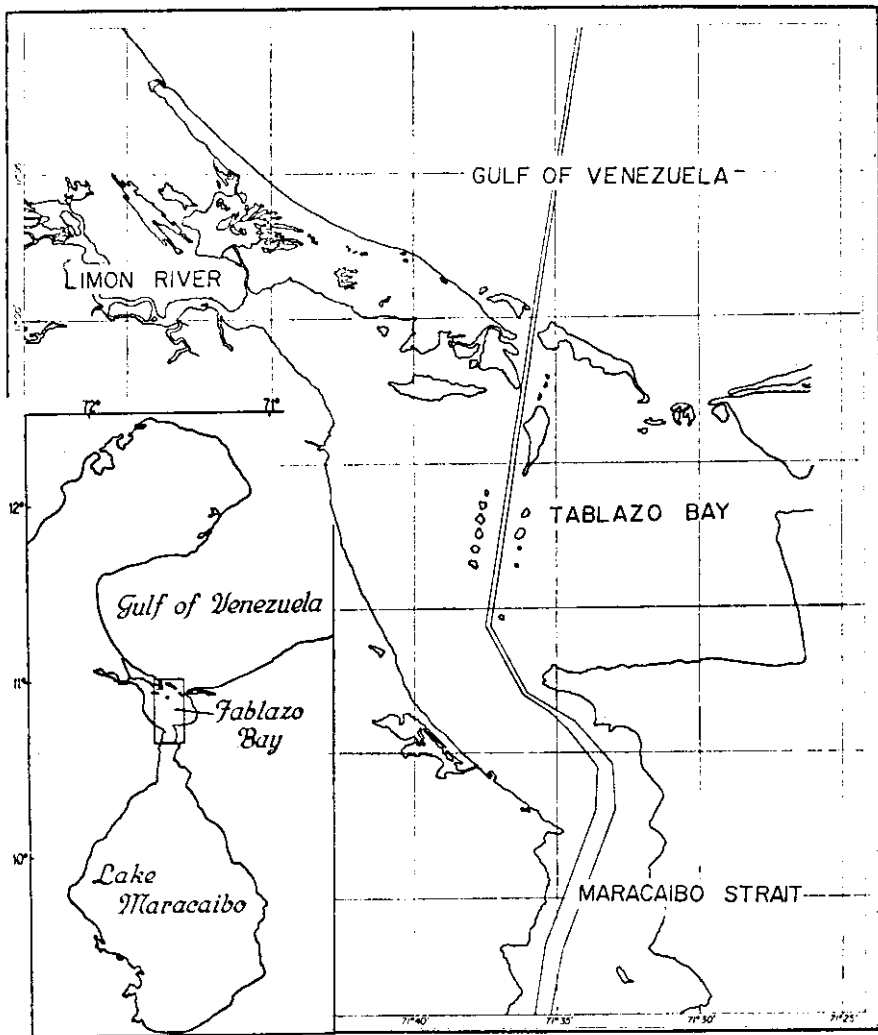 GULF OF VENEZUELA
LIMON RIVER
72°
71°
TABLAZO BAY
12°
Gulf of Venezuela
11°
Tablazo
Bay
10°
Lake
Maracaibo
MARACAIBO STRAIT
71°40'
71°35'
71°30'
71°25'